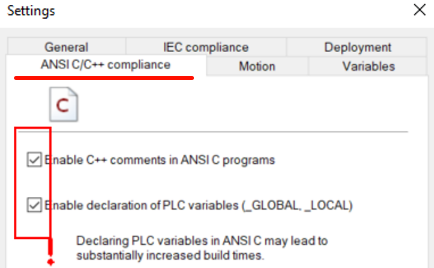 Settings
General
IEC compliance
Deployment
ANSI C/C++ compliance
Motion
Variables
C
Enable C++ comments in ANSI C programs
Enable declaration of PLC variables (_GLOBAL, _LOCAL)
Declaring PLC variables in ANSI C may lead to
substantially increased build times.